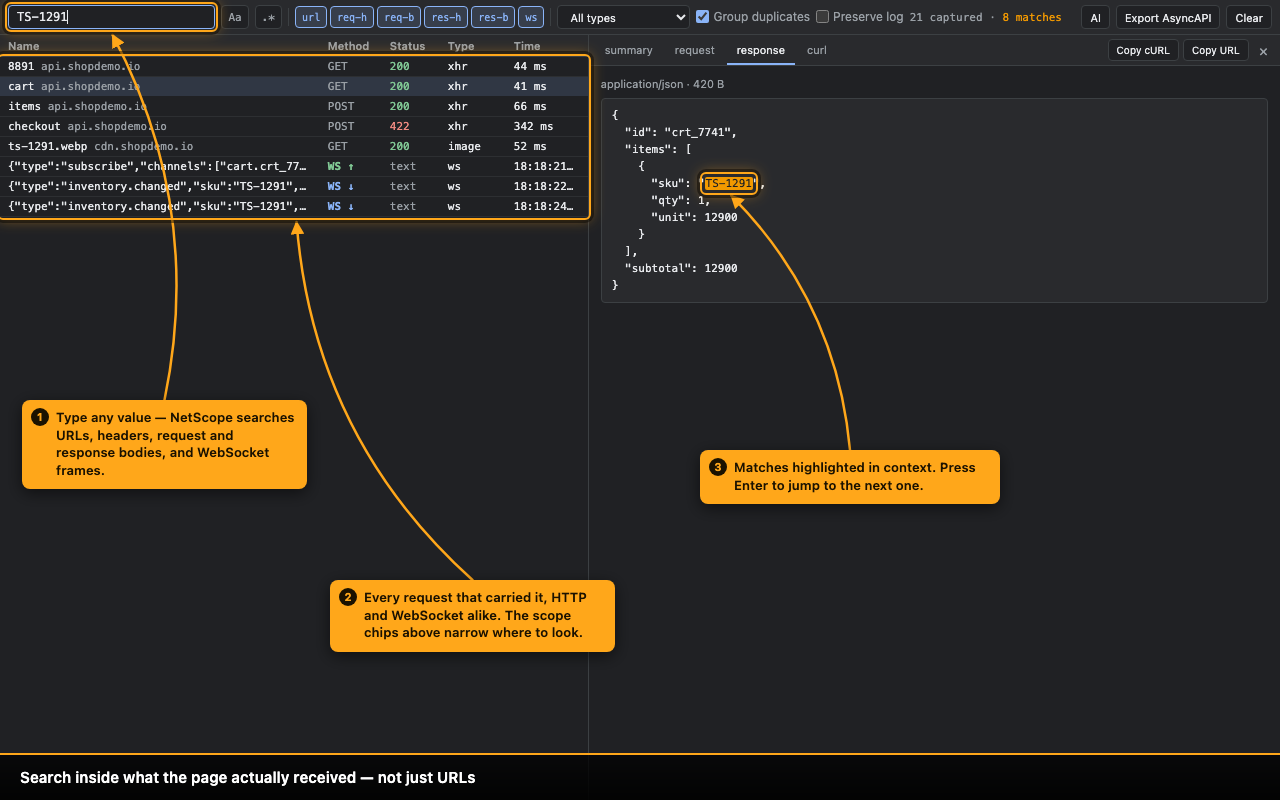 TS-1291 Aa .* url req-h req-b res-h res-b ws All types Group duplicates Preserve log 21 captured · 8 matches AI Export AsyncAPI Clear
Name Method Status Type Time
8891 api.shopdemo.io GET 200 xhr 44 ms
cart api.shopdemo.io GET 200 xhr 41 ms
items api.shopdemo.io POST 200 xhr 66 ms
checkout api.shopdemo.io POST 422 xhr 342 ms
ts-1291.webp cdn.shopdemo.io GET 200 image 52 ms
{"type":"subscribe","channels":["cart.crt_77… WS ↑ text ws 18:18:21…
{"type":"inventory.changed","sku":"TS-1291",… WS ↓ text ws 18:18:22…
{"type":"inventory.changed","sku":"TS-1291",… WS ↓ text ws 18:18:24…
summary request response curl Copy cURL Copy URL ×
application/json · 420 B
{
"id": "crt_7741",
"items": [
{
"sku": "TS-1291",
"qty": 1,
"unit": 12900
}
],
"subtotal": 12900
}
1 Type any value — NetScope searches
URLs, headers, request and
response bodies, and WebSocket
frames.
3 Matches highlighted in context. Press
Enter to jump to the next one.
2 Every request that carried it, HTTP
and WebSocket alike. The scope
chips above narrow where to look.
Search inside what the page actually received — not just URLs